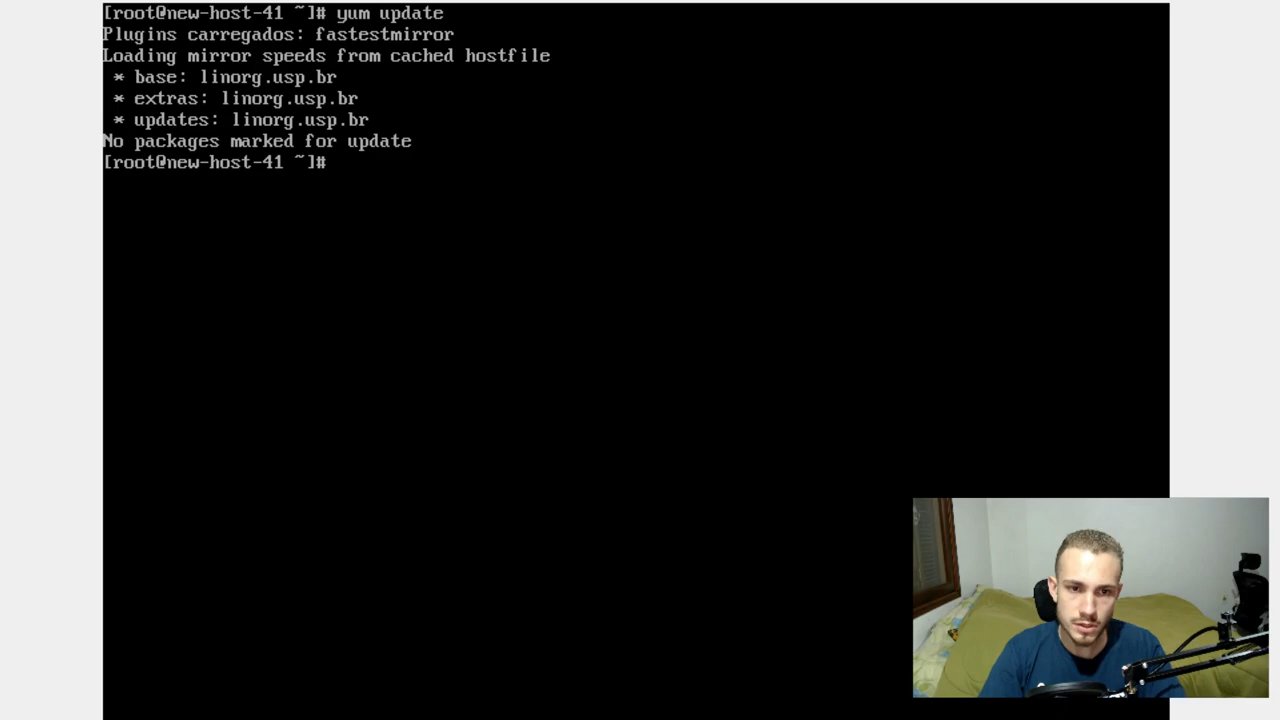 [root@new-host-41 ~]# yum update
Plugins carregados: fastestmirror
Loading mirror speeds from cached hostfile
 * base: linorg.usp.br
 * extras: linorg.usp.br
 * updates: linorg.usp.br
No packages marked for update
[root@new-host-41 ~]#